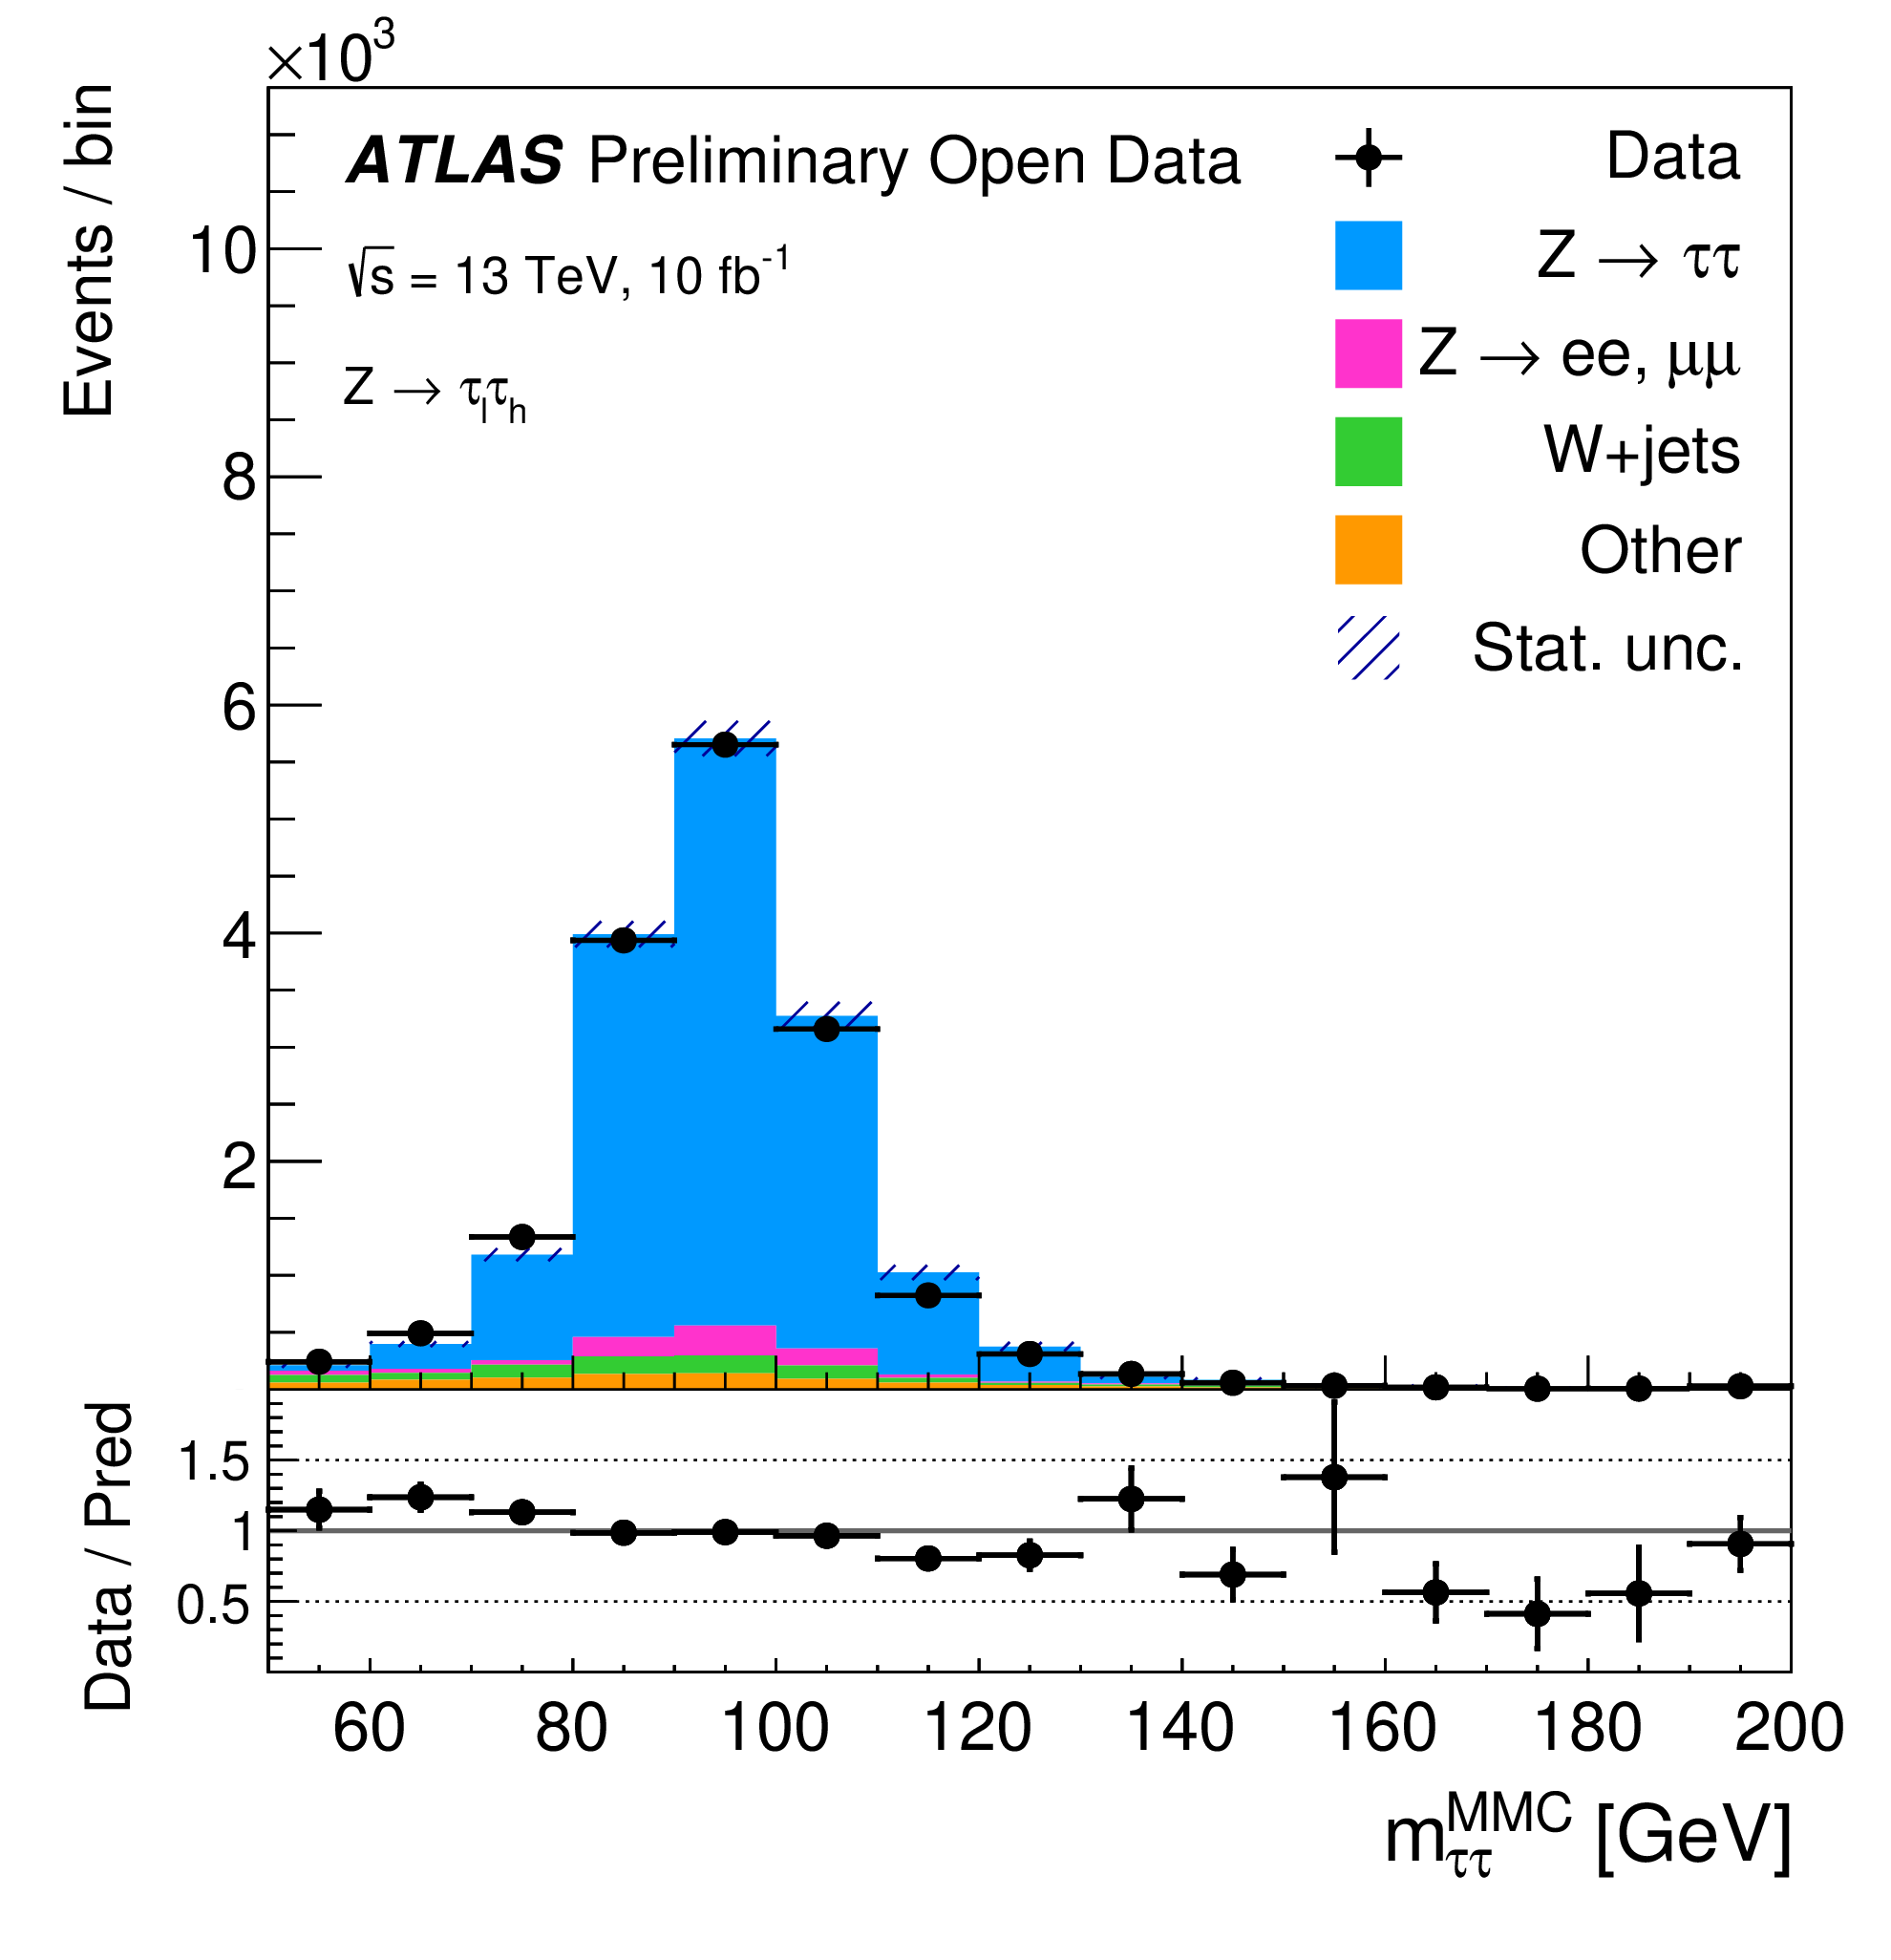 ×10³
Events / bin
ATLAS Preliminary Open Data
√s = 13 TeV, 10 fb⁻¹
Z → τₗτₕ
Data
Z → ττ
Z → ee, μμ
W+jets
Other
Stat. unc.
10
8
6
4
2
Data / Pred
1.5
1
0.5
60 80 100 120 140 160 180 200
m_ττ^MMC [GeV]